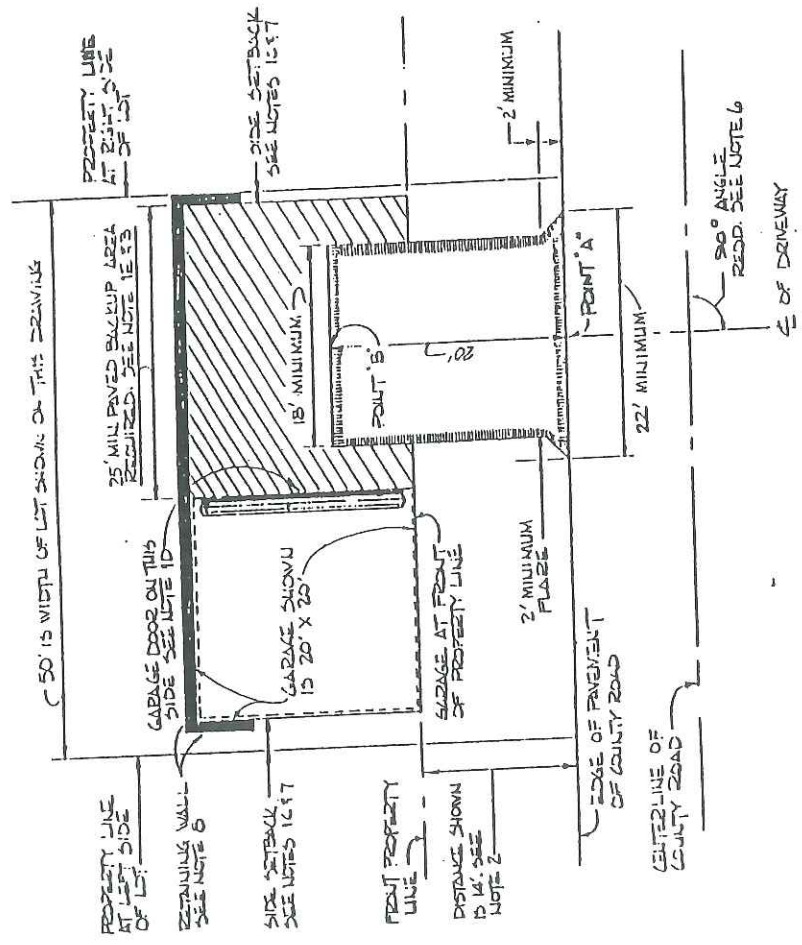 50' IS WIDTH OF LOT SHOWN ON THIS DRAWING
PROPERTY LINE
AT RIGHT SIDE
OF LOT
25' MIN. PAVED BACKUP AREA
REQUIRED. SEE NOTE 1E & 3
SIDE SETBACK
SEE NOTES 1C & 7
PROPERTY LINE
AT LEFT SIDE
OF LOT
RETAINING WALL
SEE NOTE 8
GARAGE DOOR ON THIS
SIDE SEE NOTE 1D
SIDE SETBACK
SEE NOTES 1C & 7
GARAGE SHOWN
IS 20' X 20'
18' MINIMUM
POINT "B"
20'
2' MINIMUM
FRONT PROPERTY
LINE
GARAGE AT FRONT
OF PROPERTY LINE
DISTANCE SHOWN
IS 14'. SEE
NOTE 2
2' MINIMUM
FLARE
POINT "A"
22' MINIMUM
EDGE OF PAVEMENT
OF COUNTY ROAD
90° ANGLE
REQD. SEE NOTE 6
CENTERLINE OF
COUNTY ROAD
℄ OF DRIVEWAY